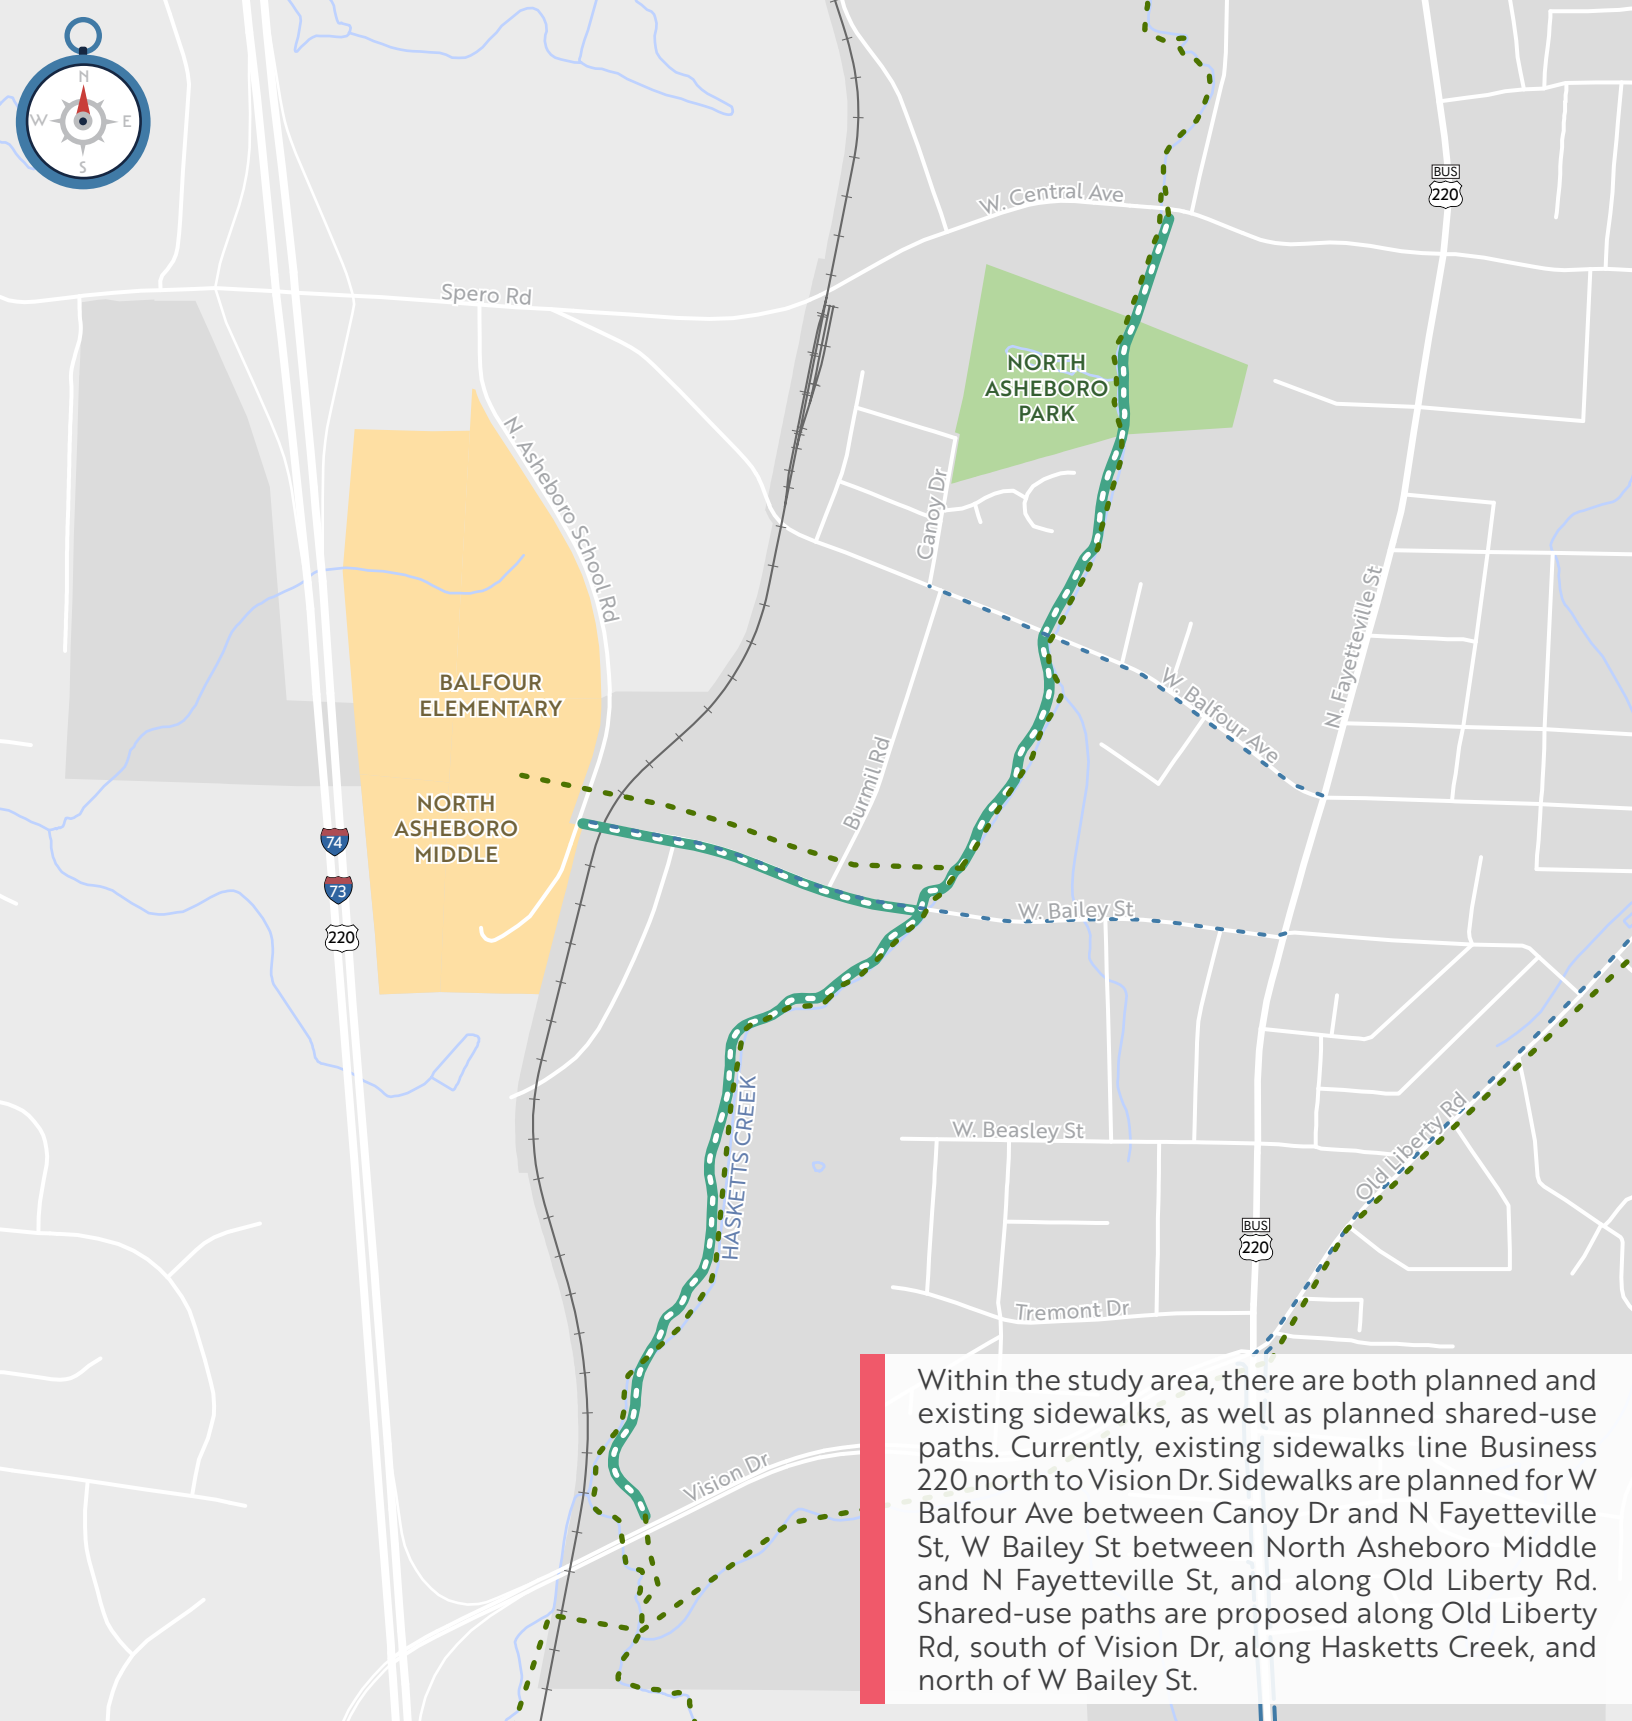 N
W
E
S
W. Central Ave
BUS
220
Spero Rd
NORTH
ASHEBORO
PARK
N. Asheboro School Rd
Canoy Dr
N. Fayetteville St
BALFOUR
ELEMENTARY
W. Balfour Ave
Burmil Rd
NORTH
ASHEBORO
MIDDLE
74
73
220
W. Bailey St
HASKETTS CREEK
W. Beasley St
Old Liberty Rd
BUS
220
Tremont Dr
Vision Dr
Within the study area, there are both planned and
existing sidewalks, as well as planned shared-use
paths. Currently, existing sidewalks line Business
220 north to Vision Dr. Sidewalks are planned for W
Balfour Ave between Canoy Dr and N Fayetteville
St, W Bailey St between North Asheboro Middle
and N Fayetteville St, and along Old Liberty Rd.
Shared-use paths are proposed along Old Liberty
Rd, south of Vision Dr, along Hasketts Creek, and
north of W Bailey St.